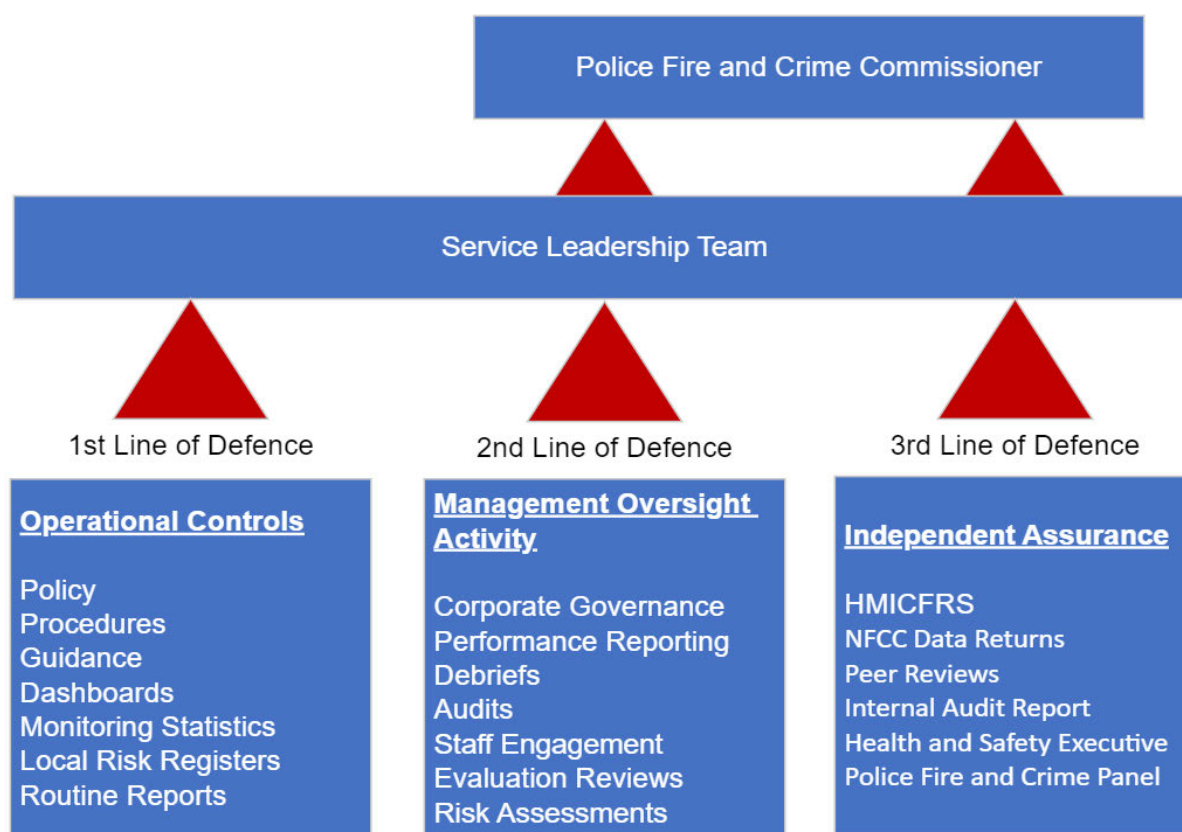 Police Fire and Crime Commissioner
Service Leadership Team
1st Line of Defence
2nd Line of Defence
3rd Line of Defence
Operational Controls
Policy
Procedures
Guidance
Dashboards
Monitoring Statistics
Local Risk Registers
Routine Reports
Management Oversight
Activity
Corporate Governance
Performance Reporting
Debriefs
Audits
Staff Engagement
Evaluation Reviews
Risk Assessments
Independent Assurance
HMICFRS
NFCC Data Returns
Peer Reviews
Internal Audit Report
Health and Safety Executive
Police Fire and Crime Panel